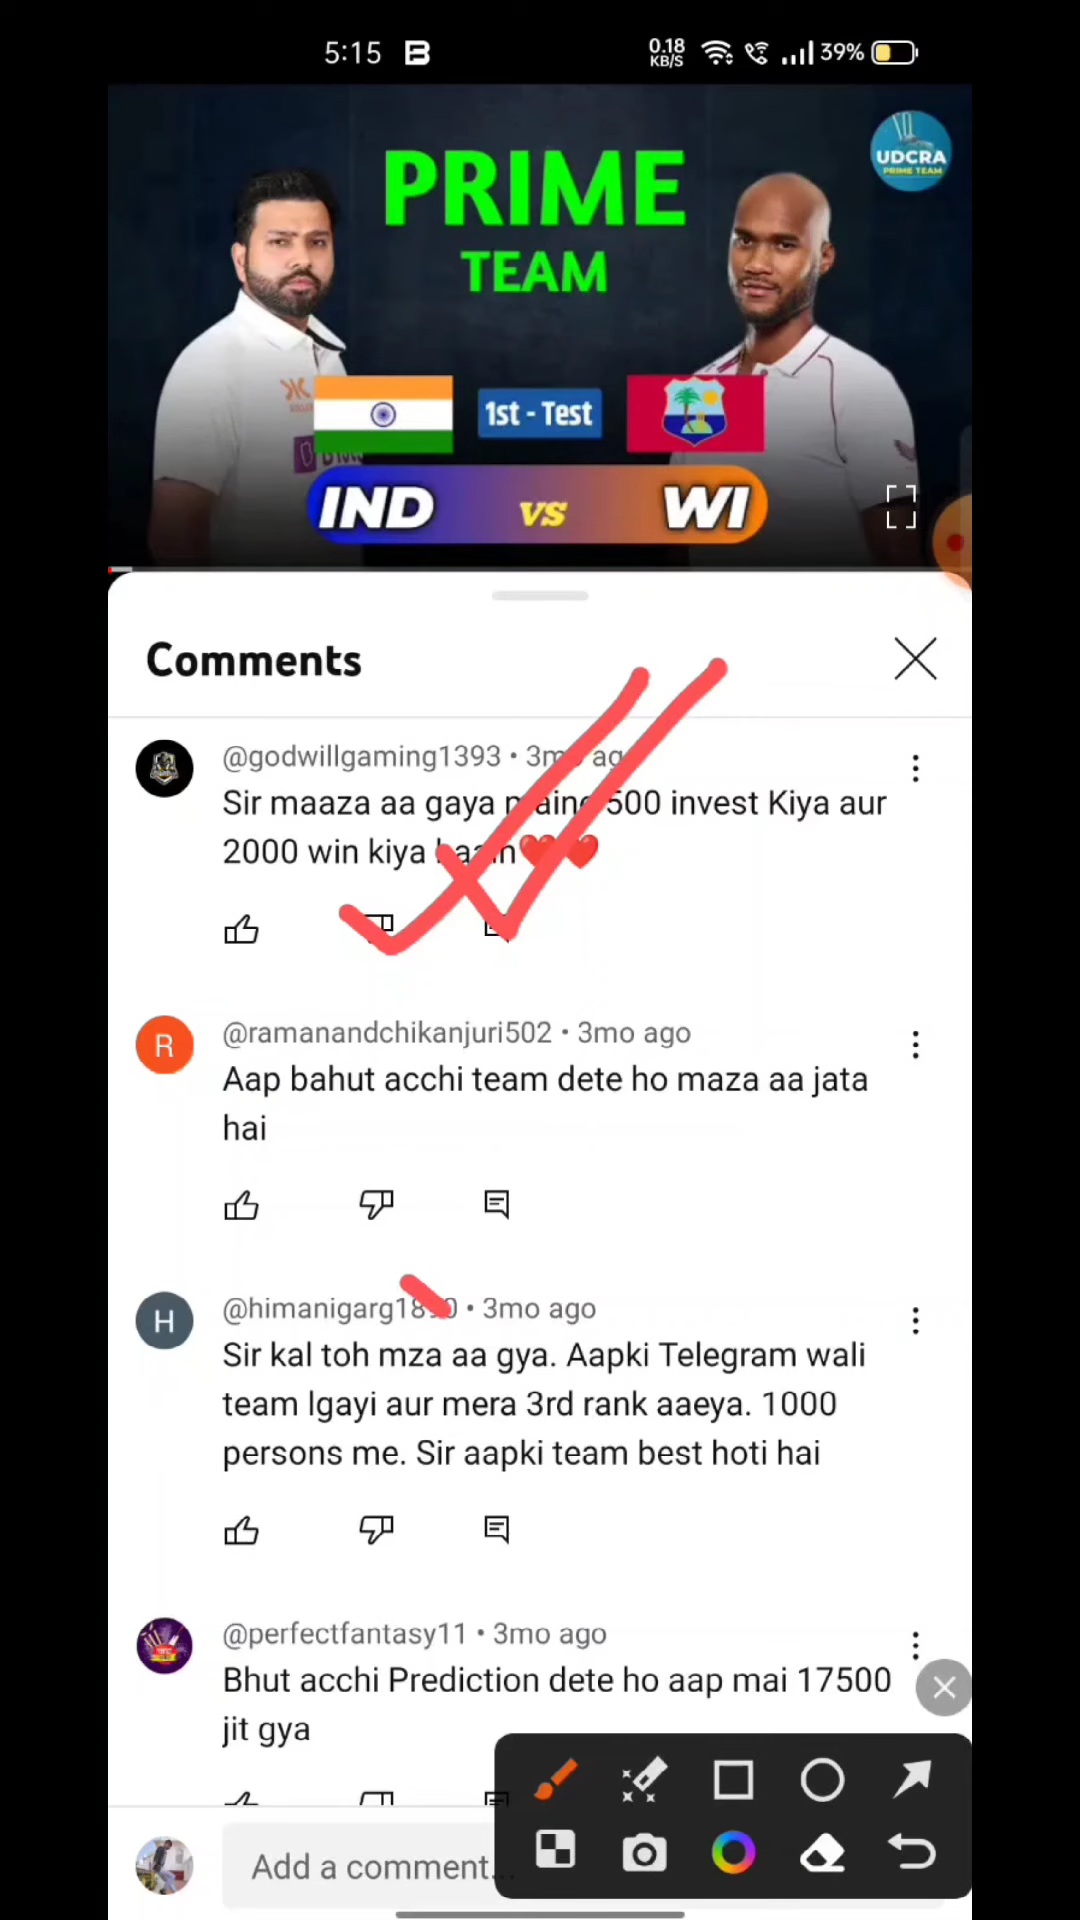 5:15
0.18
KB/S
39%
PRIME
TEAM
UDCRA
PRIME TEAM
1st - Test
IND vs WI
Comments
@godwillgaming1393 • 3mo ago
Sir maaza aa gaya maine 500 invest Kiya aur
2000 win kiya
@ramanandchikanjuri502 • 3mo ago
Aap bahut acchi team dete ho maza aa jata
hai
• 3mo ago
Sir kal toh mza aa gya. Aapki Telegram wali
team lgayi aur mera 3rd rank aaeya. 1000
persons me. Sir aapki team best hoti hai
@perfectfantasy11 • 3mo ago
Bhut acchi Prediction dete ho aap mai 17500
jit gya
Add a comment...